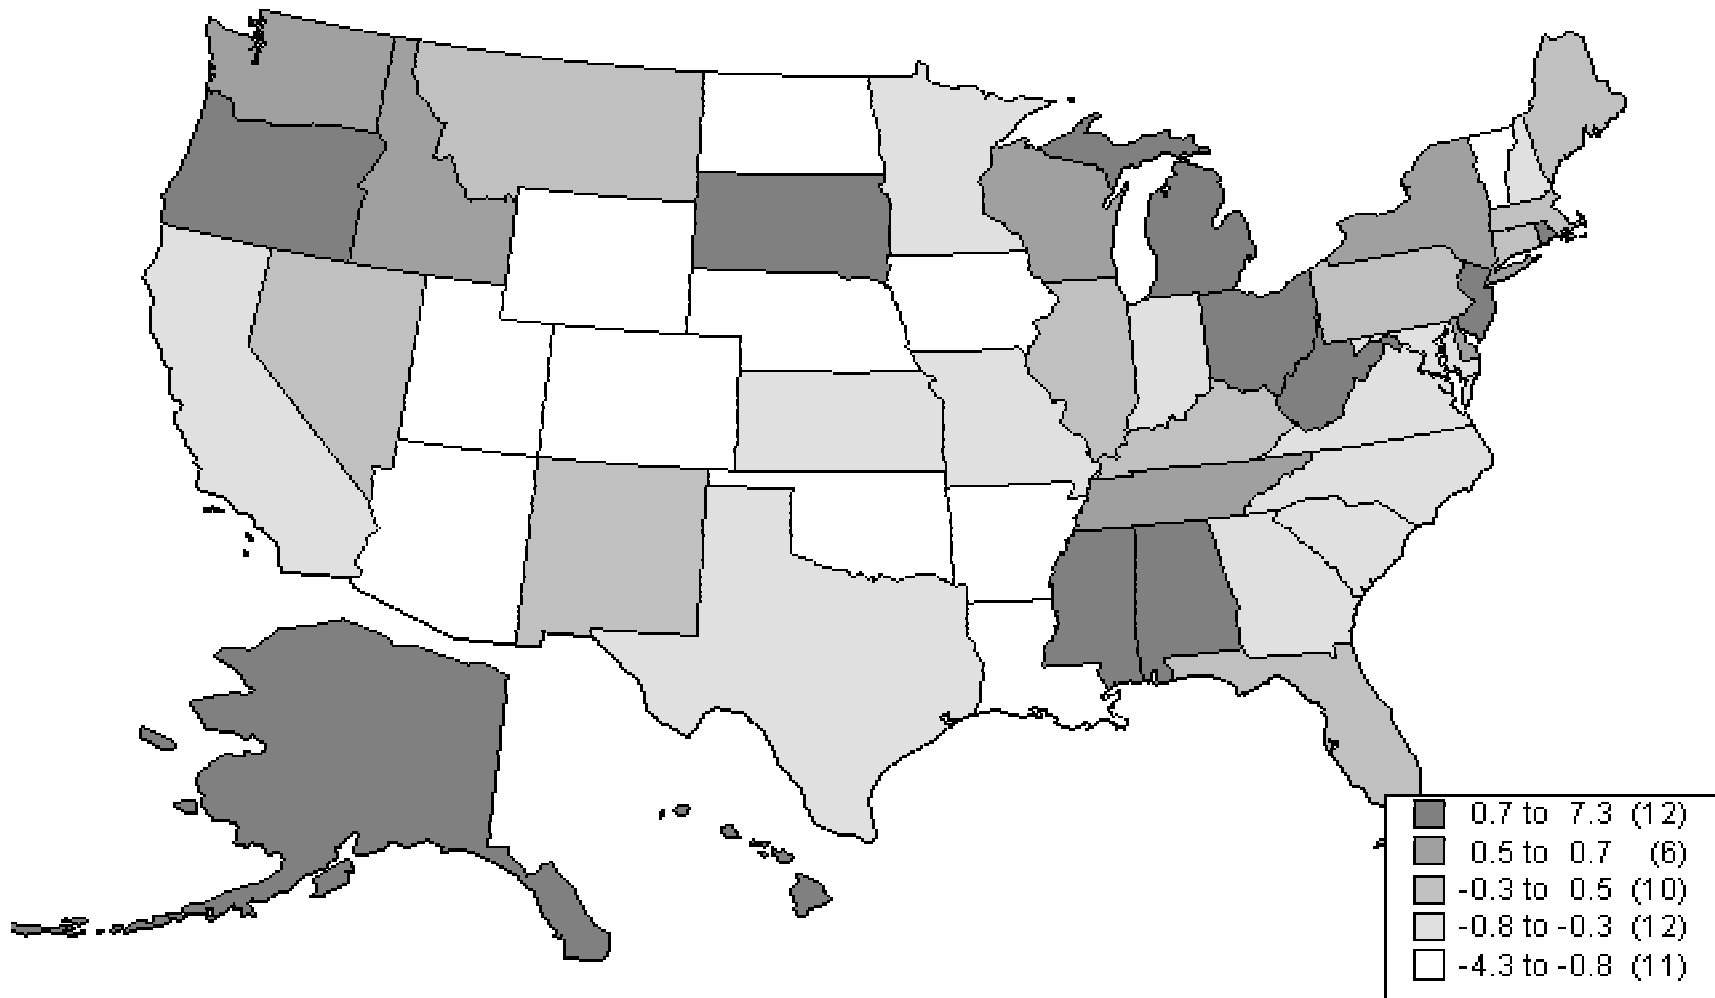 0.7 to 7.3 (12)
0.5 to 0.7 (6)
-0.3 to 0.5 (10)
-0.8 to -0.3 (12)
-4.3 to -0.8 (11)